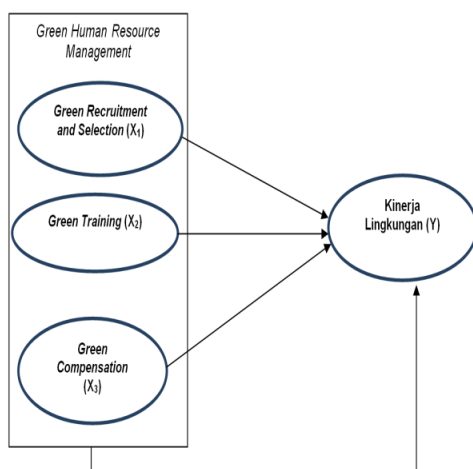 Green Human Resource
Management
Green Recruitment
and Selection (X₁)
Green Training (X₂)
Green
Compensation
(X₃)
Kinerja
Lingkungan (Y)